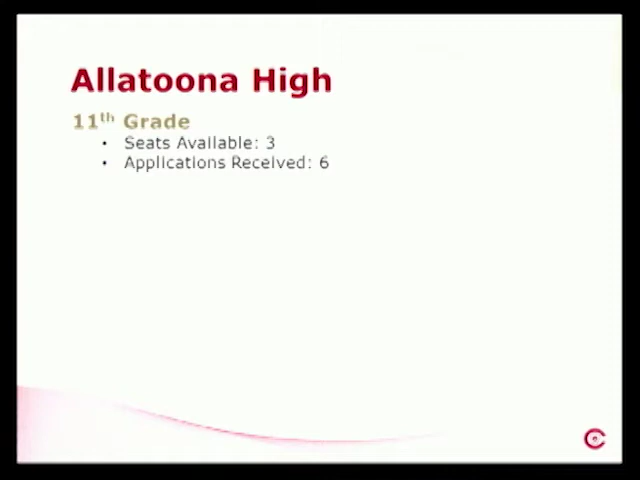 Allatoona High
11th Grade
• Seats Available: 3
• Applications Received: 6